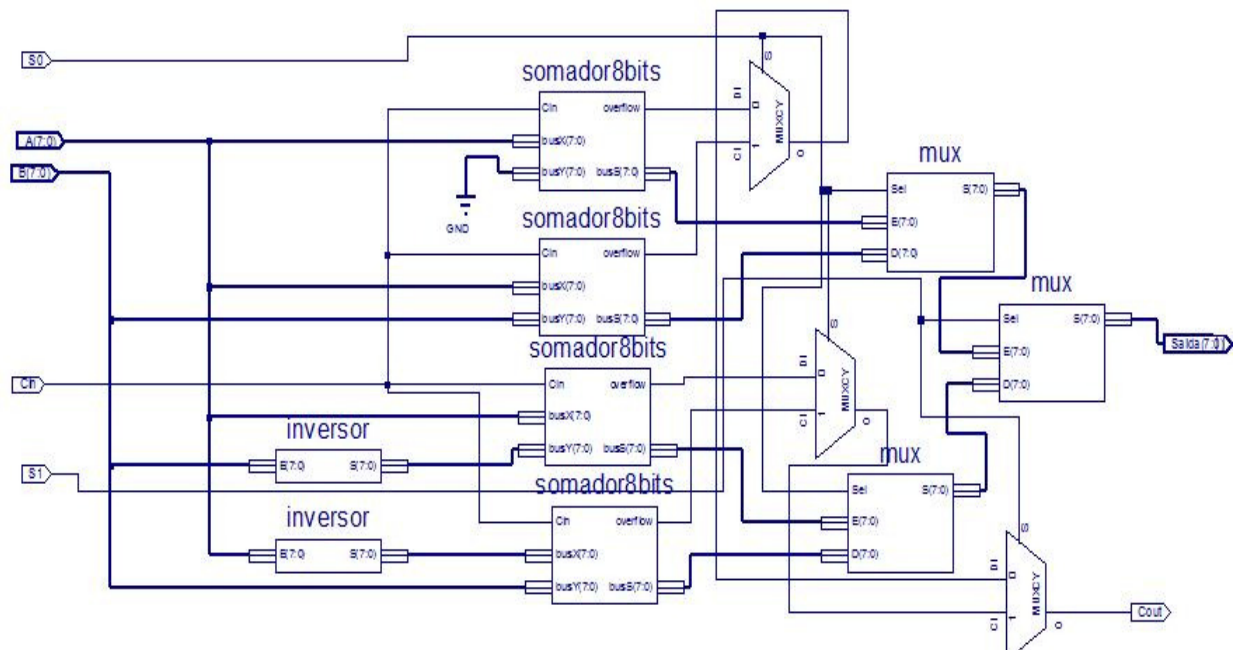 S0
A(7:0)
B(7:0)
Cin
S1
somador8bits
Cin
overflow
busX(7:0)
busY(7:0)
busS(7:0)
GND
somador8bits
Cin
overflow
busX(7:0)
busY(7:0)
busS(7:0)
somador8bits
Cin
overflow
busX(7:0)
busY(7:0)
busS(7:0)
inversor
E(7:0)
S(7:0)
somador8bits
Cin
overflow
busX(7:0)
busY(7:0)
busS(7:0)
inversor
E(7:0)
S(7:0)
S
DI
0
CI
1
MUXCY
O
mux
Sel
S(7:0)
E(7:0)
D(7:0)
mux
Sel
S(7:0)
E(7:0)
D(7:0)
Saida(7:0)
S
DI
0
CI
1
MUXCY
O
mux
Sel
S(7:0)
E(7:0)
D(7:0)
S
DI
0
CI
1
MUXCY
O
Cout